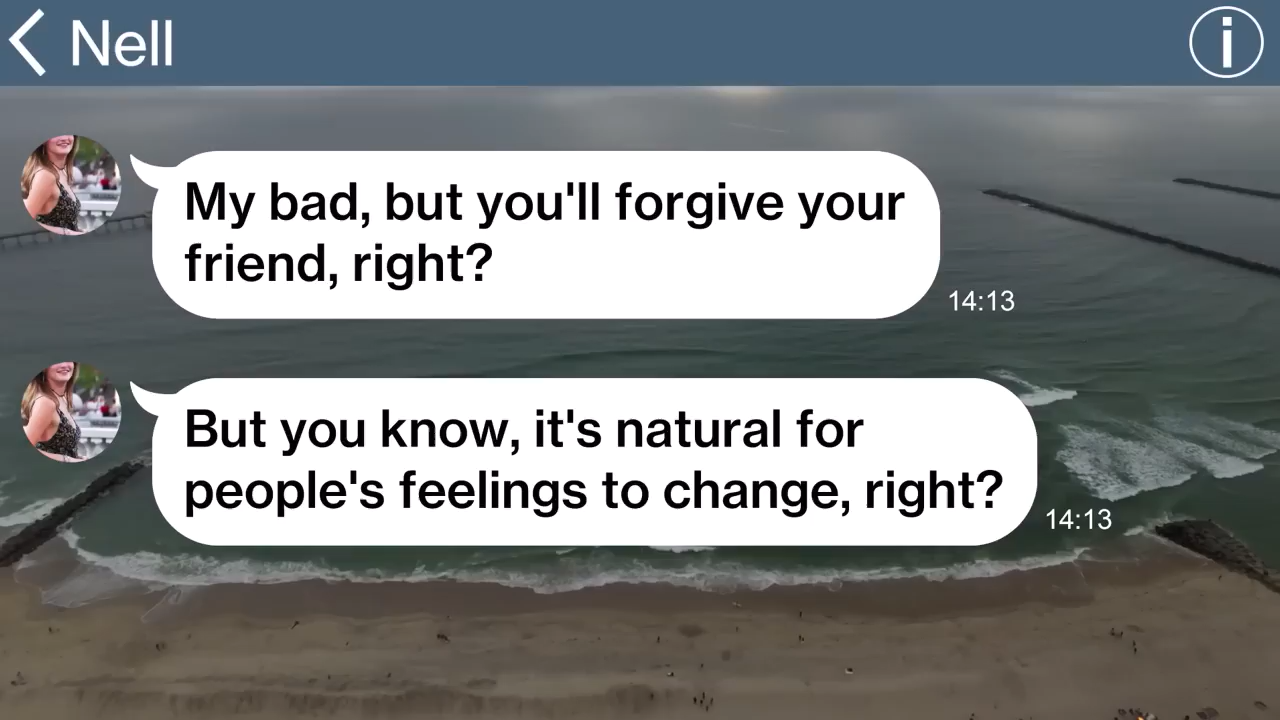 Nell
i
My bad, but you'll forgive your
friend, right?
14:13
But you know, it's natural for
people's feelings to change, right?
14:13